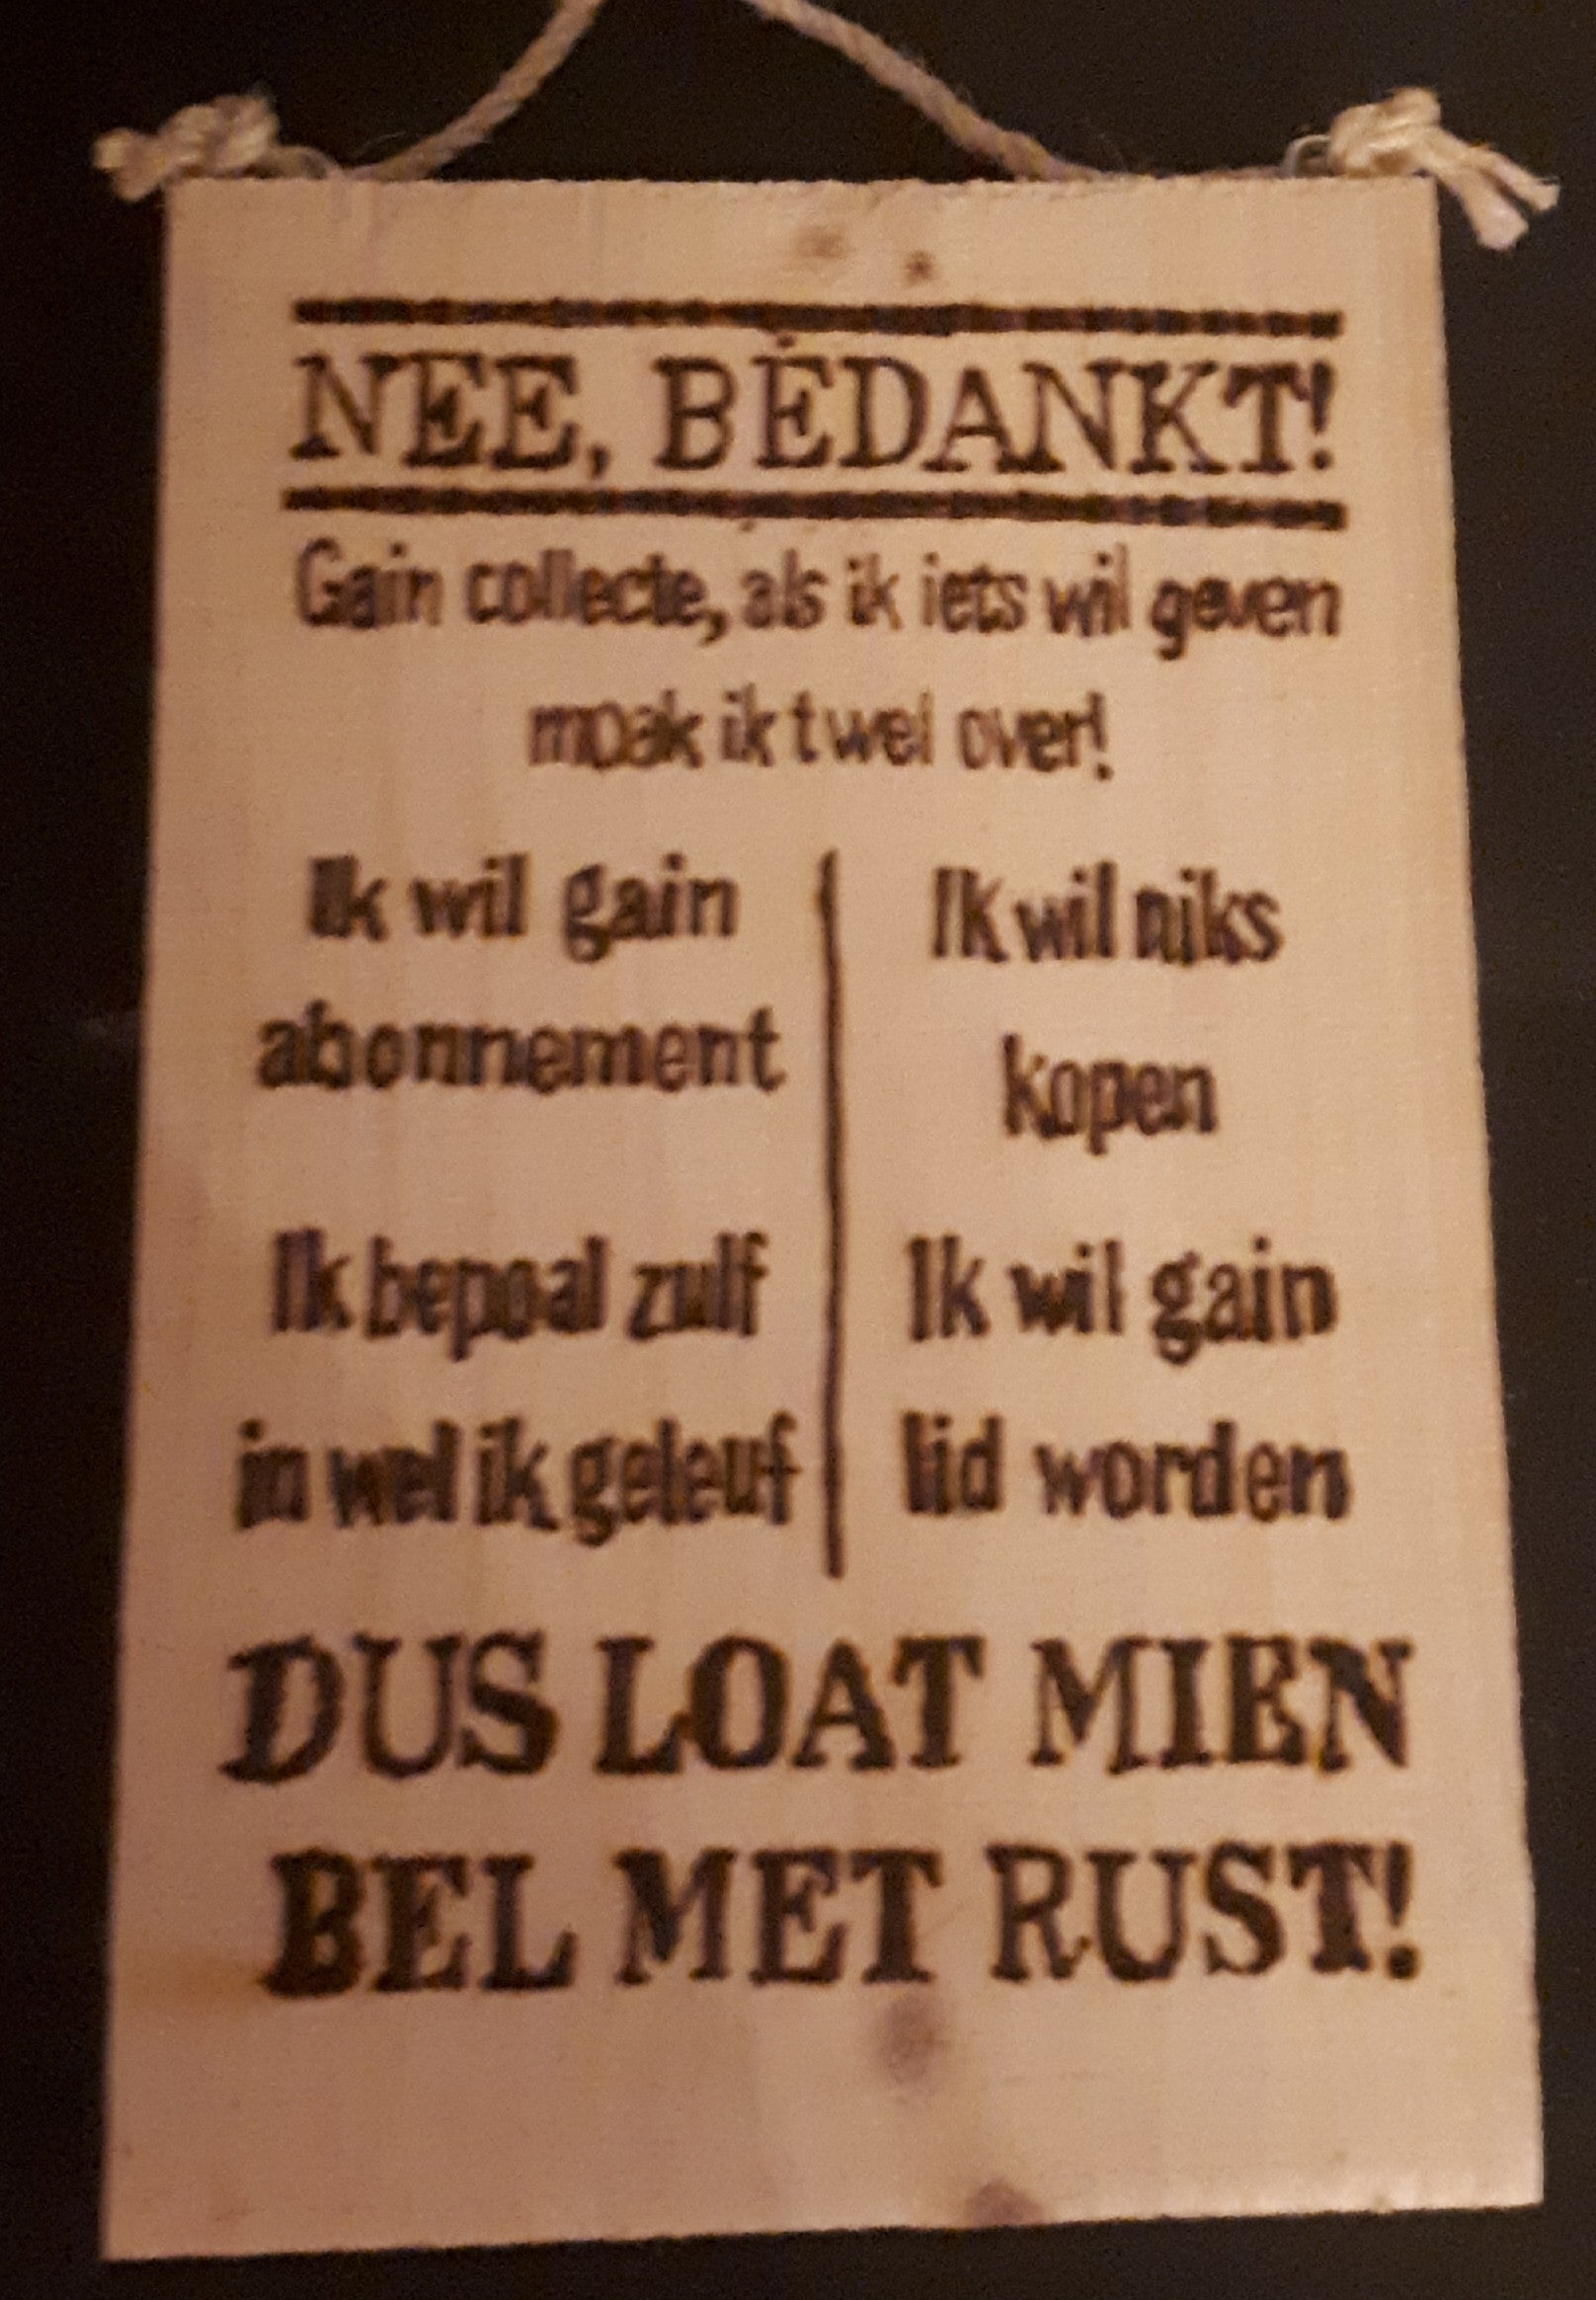 NEE, BEDANKT!
Gain collecte, als ik iets wil geven
moak ik t wel over!
Ik wil gain
abonnement
Ik bepoal zulf
in wel ik geleuf
Ik wil niks
kopen
Ik wil gain
lid worden
DUS LOAT MIEN
BEL MET RUST!